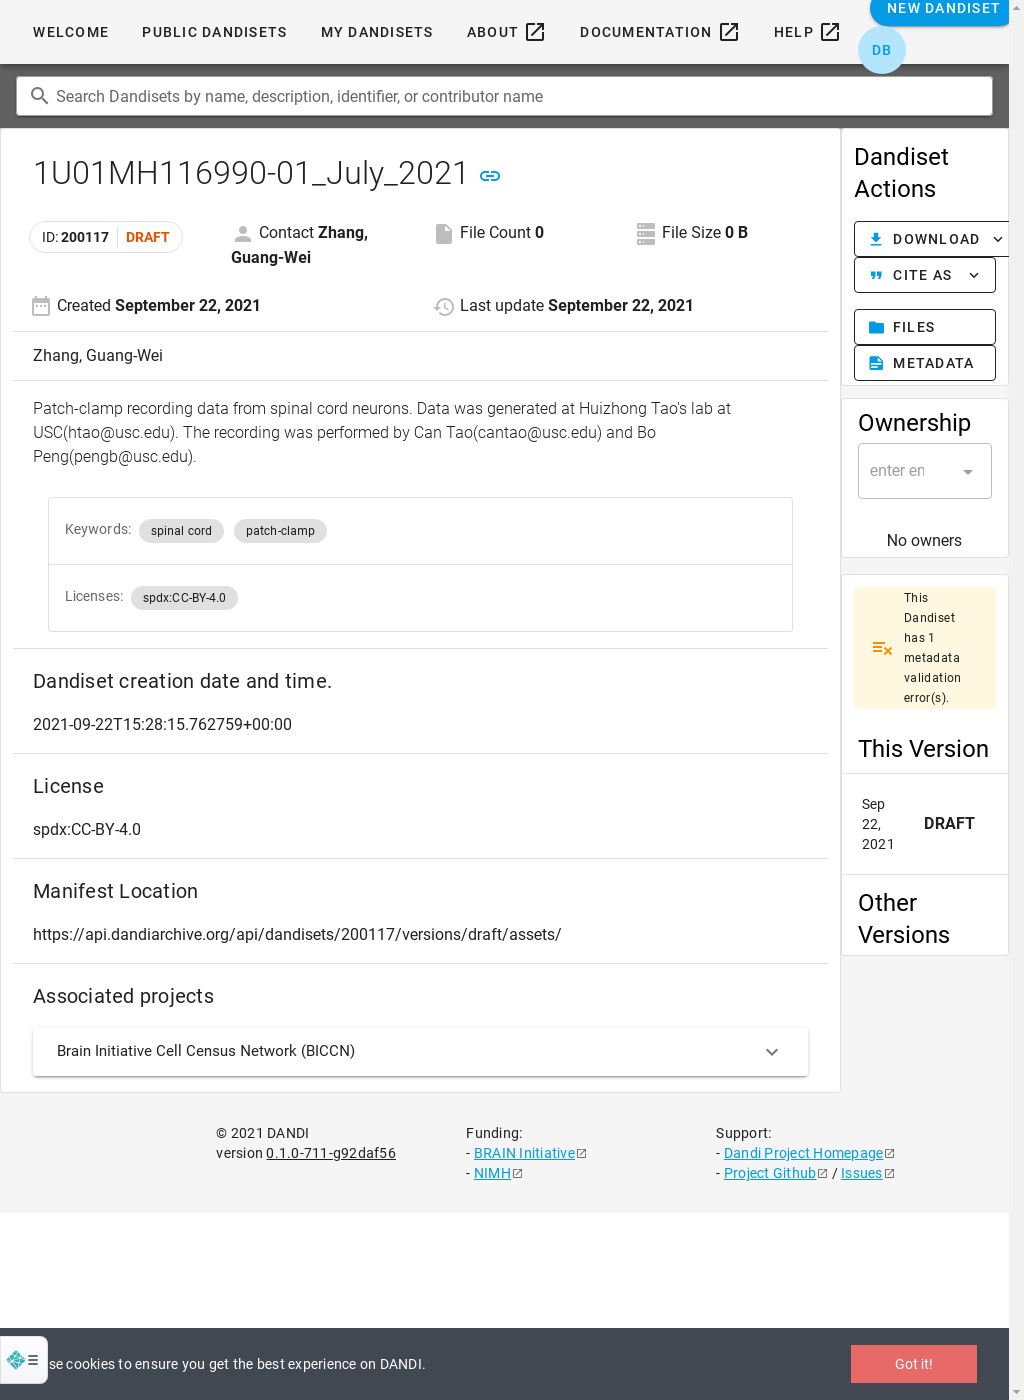 NEW DANDISET
WELCOME PUBLIC DANDISETS MY DANDISETS ABOUT DOCUMENTATION HELP
DB
Search Dandisets by name, description, identifier, or contributor name
1U01MH116990-01_July_2021
ID: 200117 DRAFT
Contact Zhang,
Guang-Wei
File Count 0
File Size 0 B
Created September 22, 2021
Last update September 22, 2021
Zhang, Guang-Wei
Patch-clamp recording data from spinal cord neurons. Data was generated at Huizhong Tao's lab at
USC(htao@usc.edu). The recording was performed by Can Tao(cantao@usc.edu) and Bo
Peng(pengb@usc.edu).
Keywords: spinal cord patch-clamp
Licenses: spdx:CC-BY-4.0
Dandiset creation date and time.
2021-09-22T15:28:15.762759+00:00
License
spdx:CC-BY-4.0
Manifest Location
https://api.dandiarchive.org/api/dandisets/200117/versions/draft/assets/
Associated projects
Brain Initiative Cell Census Network (BICCN)
Dandiset
Actions
DOWNLOAD
CITE AS
FILES
METADATA
Ownership
enter en
No owners
This
Dandiset
has 1
metadata
validation
error(s).
This Version
Sep
22,
2021
DRAFT
Other
Versions
© 2021 DANDI
version 0.1.0-711-g92daf56
Funding:
- BRAIN Initiative
- NIMH
Support:
- Dandi Project Homepage
- Project Github / Issues
se cookies to ensure you get the best experience on DANDI.
Got it!